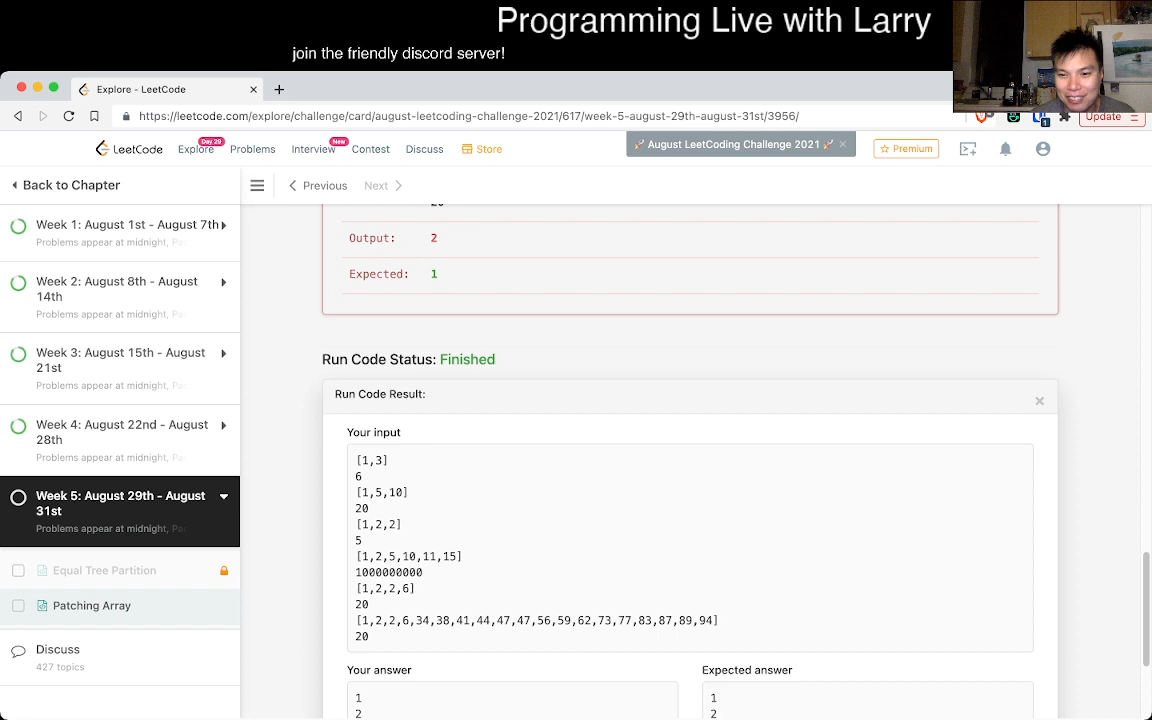 Programming Live with Larry
join the friendly discord server!
Explore - LeetCode
https://leetcode.com/explore/challenge/card/august-leetcoding-challenge-2021/617/week-5-august-29th-august-31st/3956/
Update
LeetCode
Explore
Day 29
Problems
Interview
New
Contest
Discuss
Store
August LeetCoding Challenge 2021
Premium
Back to Chapter
Previous
Next
Week 1: August 1st - August 7th
Problems appear at midnight, Pa
Week 2: August 8th - August
14th
Problems appear at midnight, Pa
Week 3: August 15th - August
21st
Problems appear at midnight, Pa
Week 4: August 22nd - August
28th
Problems appear at midnight, Pa
Week 5: August 29th - August
31st
Problems appear at midnight, Pa
Equal Tree Partition
Patching Array
Discuss
427 topics
Output: 2
Expected: 1
Run Code Status: Finished
Run Code Result:
Your input
[1,3]
6
[1,5,10]
20
[1,2,2]
5
[1,2,5,10,11,15]
1000000000
[1,2,2,6]
20
[1,2,2,6,34,38,41,44,47,47,56,59,62,73,77,83,87,89,94]
20
Your answer
1
2
Expected answer
1
2